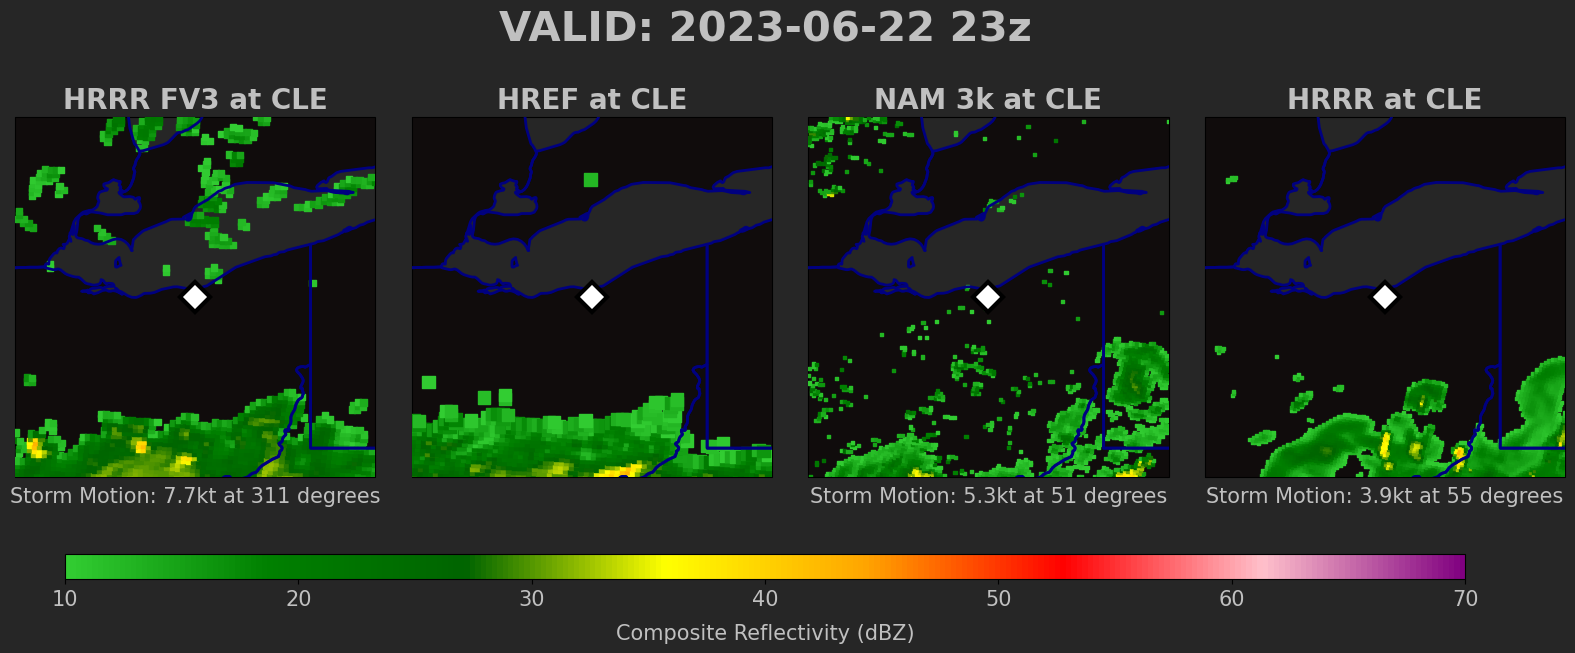 VALID: 2023-06-22 23z
HRRR FV3 at CLE
HREF at CLE
NAM 3k at CLE
HRRR at CLE
Storm Motion: 7.7kt at 311 degrees
Storm Motion: 5.3kt at 51 degrees
Storm Motion: 3.9kt at 55 degrees
10 20 30 40 50 60 70
Composite Reflectivity (dBZ)